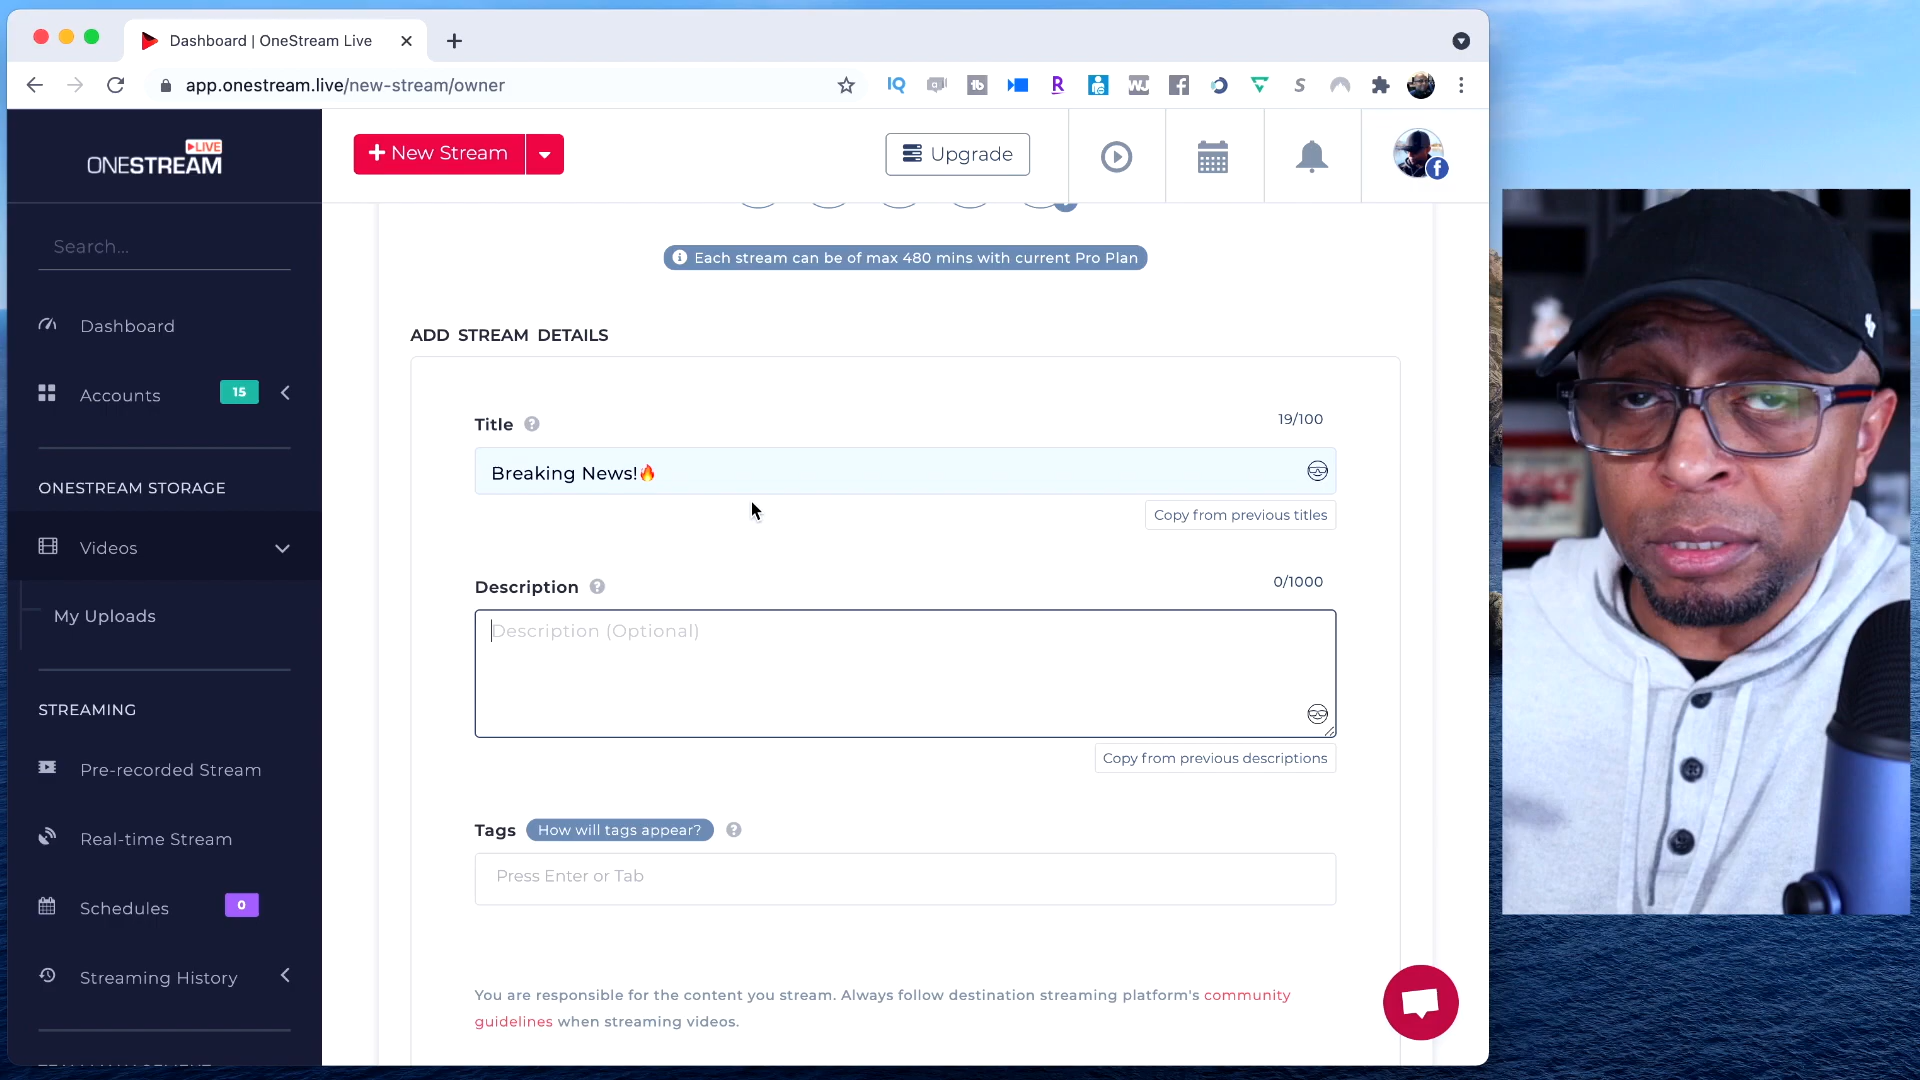 Dashboard | OneStream Live
app.onestream.live/new-stream/owner
LIVE
ONESTREAM
+ New Stream
Upgrade
Search...
Dashboard
Accounts 15
ONESTREAM STORAGE
Videos
My Uploads
STREAMING
Pre-recorded Stream
Real-time Stream
Schedules 0
Streaming History
Each stream can be of max 480 mins with current Pro Plan
ADD STREAM DETAILS
Title ? 19/100
Breaking News!🔥
Copy from previous titles
Description ? 0/1000
Description (Optional)
Copy from previous descriptions
Tags How will tags appear? ?
Press Enter or Tab
You are responsible for the content you stream. Always follow destination streaming platform's community
guidelines when streaming videos.